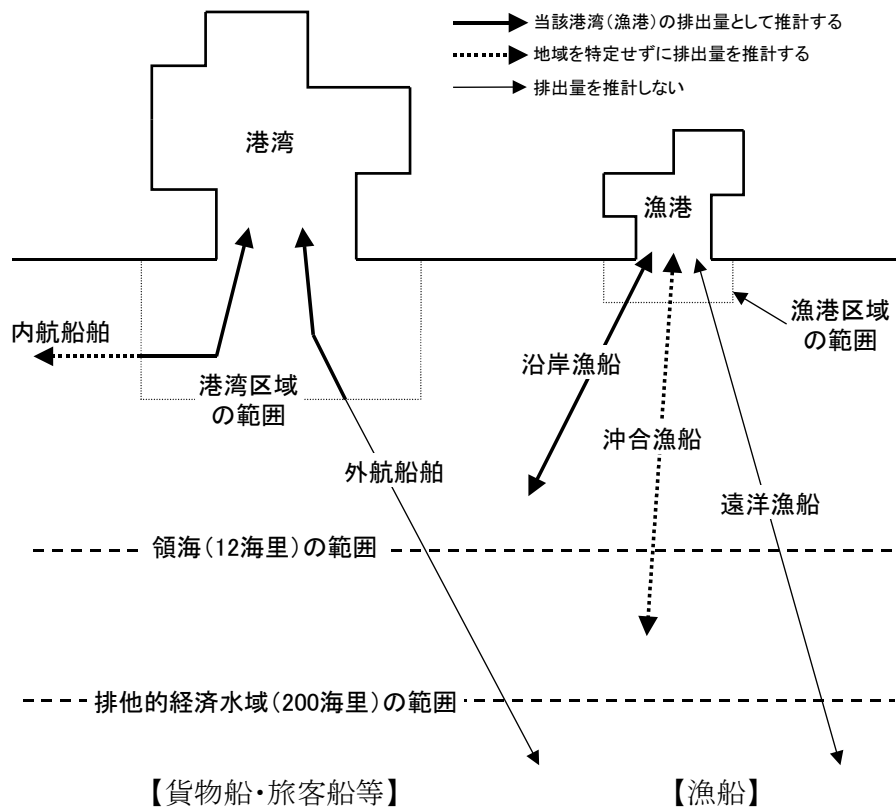 当該港湾(漁港)の排出量として推計する
地域を特定せずに排出量を推計する
排出量を推計しない
港湾
漁港
内航船舶
港湾区域
の範囲
漁港区域
の範囲
沿岸漁船
沖合漁船
外航船舶
遠洋漁船
領海(12海里)の範囲
排他的経済水域(200海里)の範囲
【貨物船・旅客船等】
【漁船】